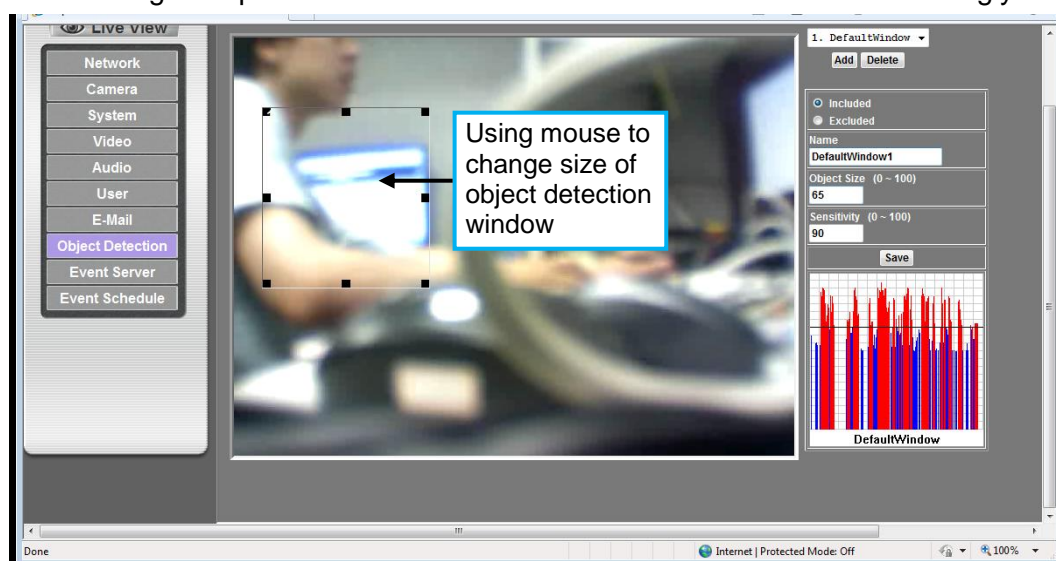 Live View
Network
Camera
System
Video
Audio
User
E-Mail
Object Detection
Event Server
Event Schedule
Using mouse to
change size of
object detection
window
1. DefaultWindow
Add Delete
Included
Excluded
Name
DefaultWindow1
Object Size (0 ~ 100)
65
Sensitivity (0 ~ 100)
90
Save
DefaultWindow
Done
Internet | Protected Mode: Off
100%